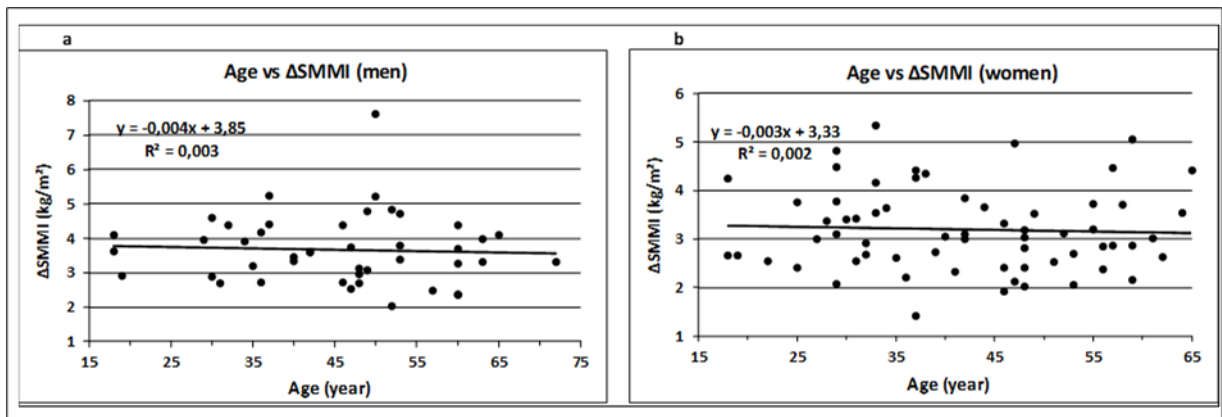 a
Age vs ΔSMMI (men)
8
7
6
5
4
3
2
1
y = -0,004x + 3,85
R² = 0,003
ΔSMMI (kg/m²)
15 25 35 45 55 65 75
Age (year)
b
Age vs ΔSMMI (women)
6
5
4
3
2
1
y = -0,003x + 3,33
R² = 0,002
ΔSMMI (kg/m²)
15 25 35 45 55 65
Age (year)